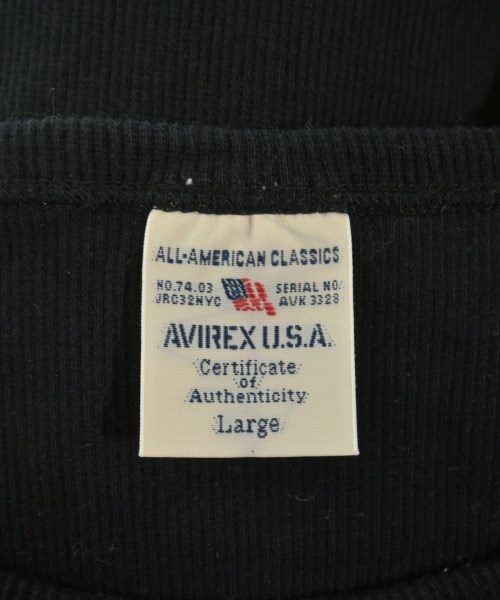 ALL-AMERICAN CLASSICS
NO.74.03 SERIAL NO.
JRC32NYC AVK 3328
AVIREX U.S.A.
Certificate
of
Authenticity
Large